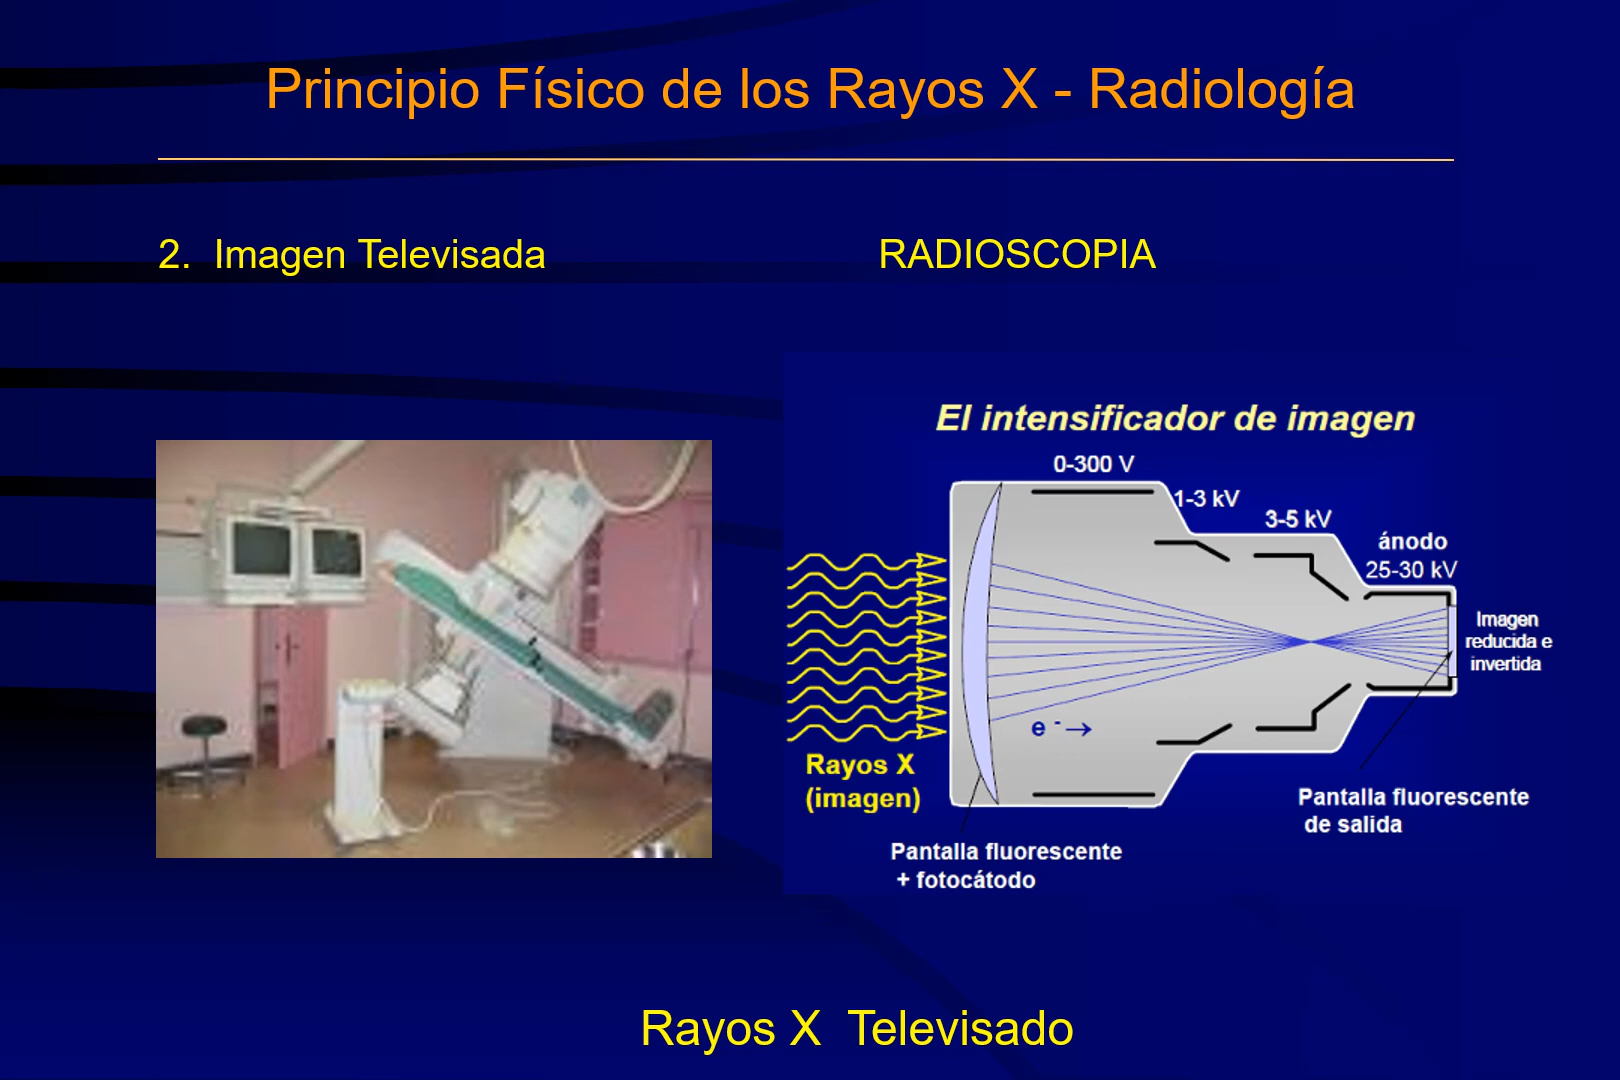 Principio Físico de los Rayos X - Radiología
2. Imagen Televisada
RADIOSCOPIA
El intensificador de imagen
0-300 V
1-3 kV
3-5 kV
ánodo
25-30 kV
Imagen
reducida e
invertida
e - →
Rayos X
(imagen)
Pantalla fluorescente
de salida
Pantalla fluorescente
+ fotocátodo
Rayos X Televisado